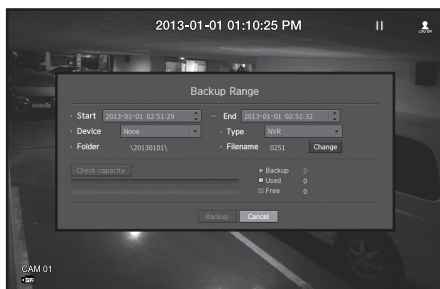 2013-01-01 01:10:25 PM
LOG ON
Backup Range
· Start 2013-01-01 02:51:29 – End 2013-01-01 02:51:32
· Device None · Type NVR
· Folder \20130101\ · Filename 0251 Change
Check capacity
Backup 0
Used 0
Free 0
Backup Cancel
CAM 01